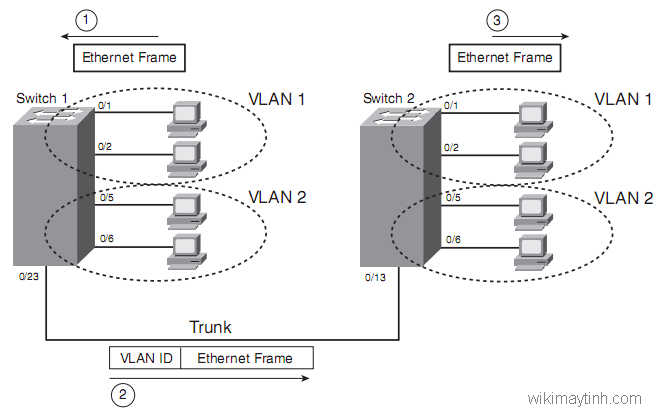 1
3
Ethernet Frame
Ethernet Frame
Switch 1
0/1
VLAN 1
0/2
0/5
VLAN 2
0/6
0/23
Switch 2
0/1
VLAN 1
0/2
0/5
VLAN 2
0/6
0/13
Trunk
VLAN ID
Ethernet Frame
2
wikimaytinh.com